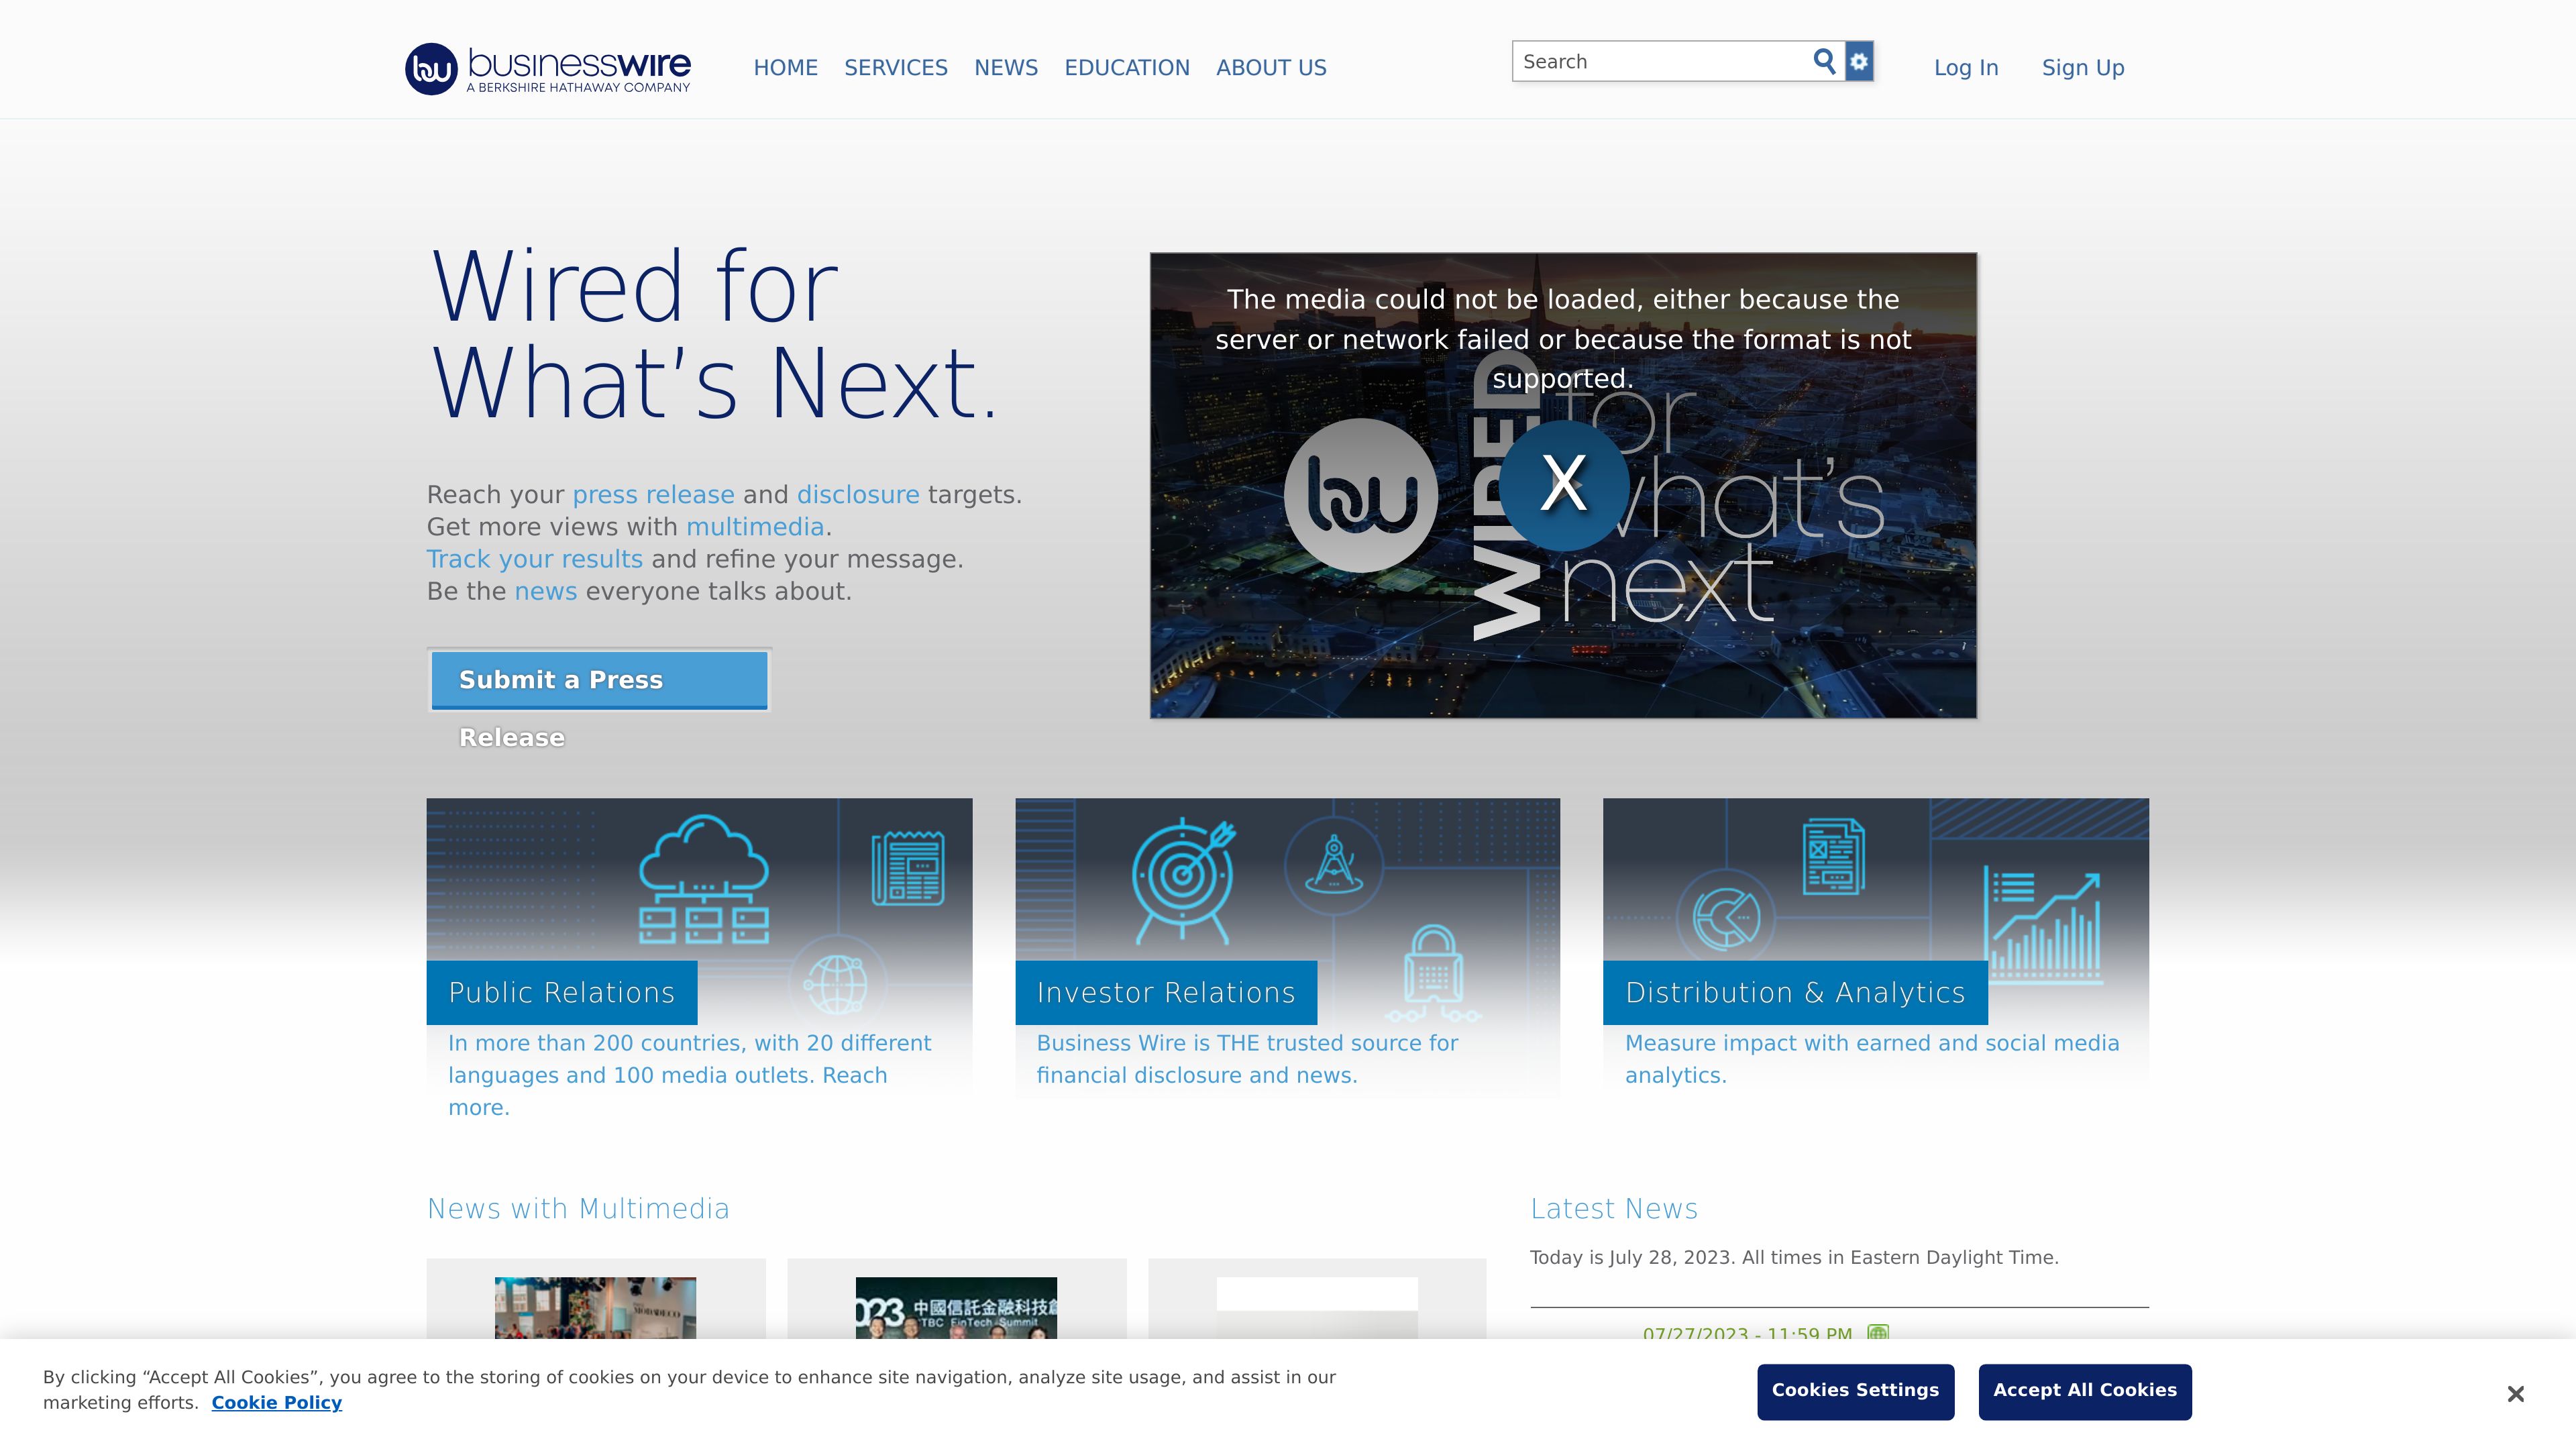 bw businesswire
A BERKSHIRE HATHAWAY COMPANY
HOME SERVICES NEWS EDUCATION ABOUT US
Search
Log In Sign Up
Wired for
What's Next.
Reach your press release and disclosure targets.
Get more views with multimedia.
Track your results and refine your message.
Be the news everyone talks about.
Submit a Press
Release
The media could not be loaded, either because the
server or network failed or because the format is not
supported.
bw
WIRED
for
what's
next
X
Public Relations
In more than 200 countries, with 20 different
languages and 100 media outlets. Reach
more.
Investor Relations
Business Wire is THE trusted source for
financial disclosure and news.
Distribution & Analytics
Measure impact with earned and social media
analytics.
News with Multimedia
023 中國信託金融科技創
TBC FinTech Summit
Latest News
Today is July 28, 2023. All times in Eastern Daylight Time.
07/27/2023 - 11:59 PM
By clicking “Accept All Cookies”, you agree to the storing of cookies on your device to enhance site navigation, analyze site usage, and assist in our
marketing efforts. Cookie Policy
Cookies Settings
Accept All Cookies